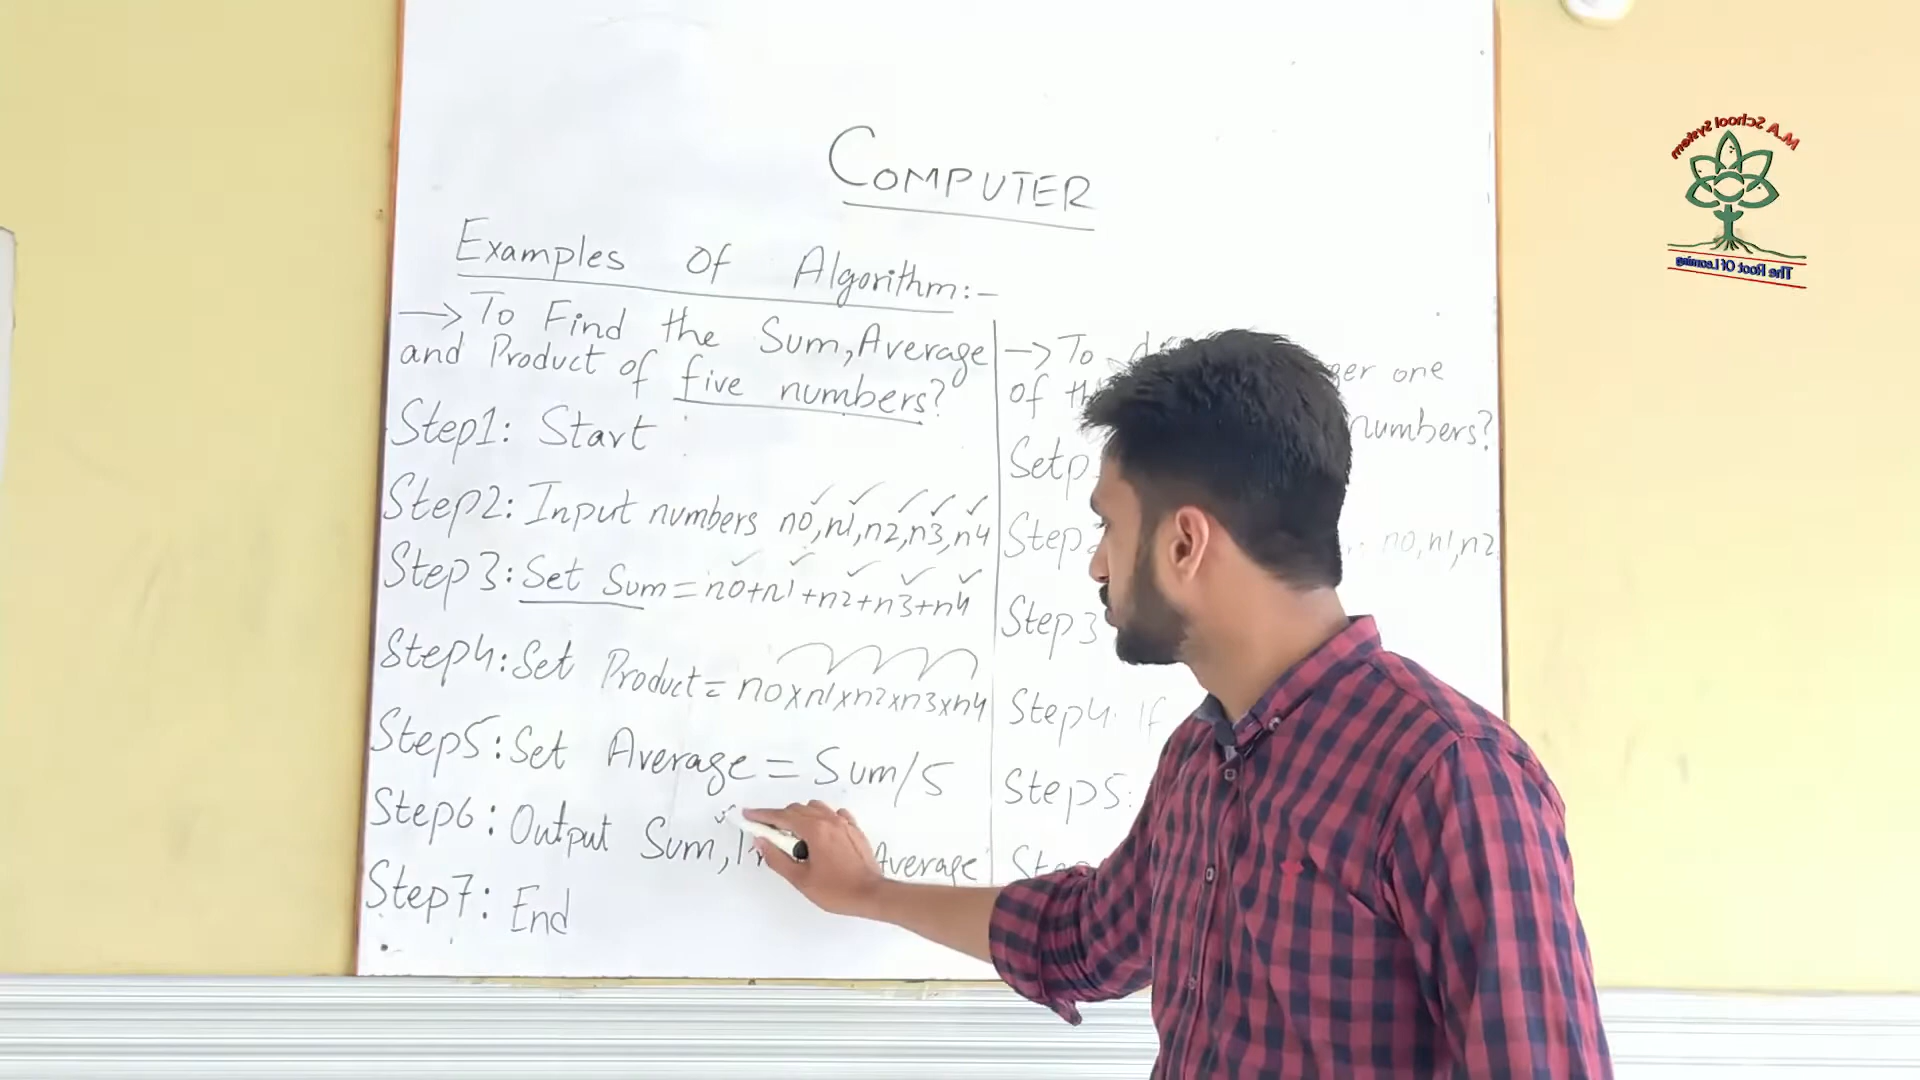 COMPUTER
Examples of Algorithm:-
→ To Find the Sum, Average
and Product of five numbers?
Step1: Start
Step2: Input numbers n0,n1,n2,n3,n4
Step3: Set Sum = n0+n1+n2+n3+n4
Step4: Set Product = n0xn1xn2xn3xn4
Step5: Set Average = Sum/5
Step6: Output Sum, Average
Step7: End
→ To one
of
numbers?
Setp
Step2 n0,n1,n2
Step3
Step4: If
Step5:
M.A School System
The Root Of Learning